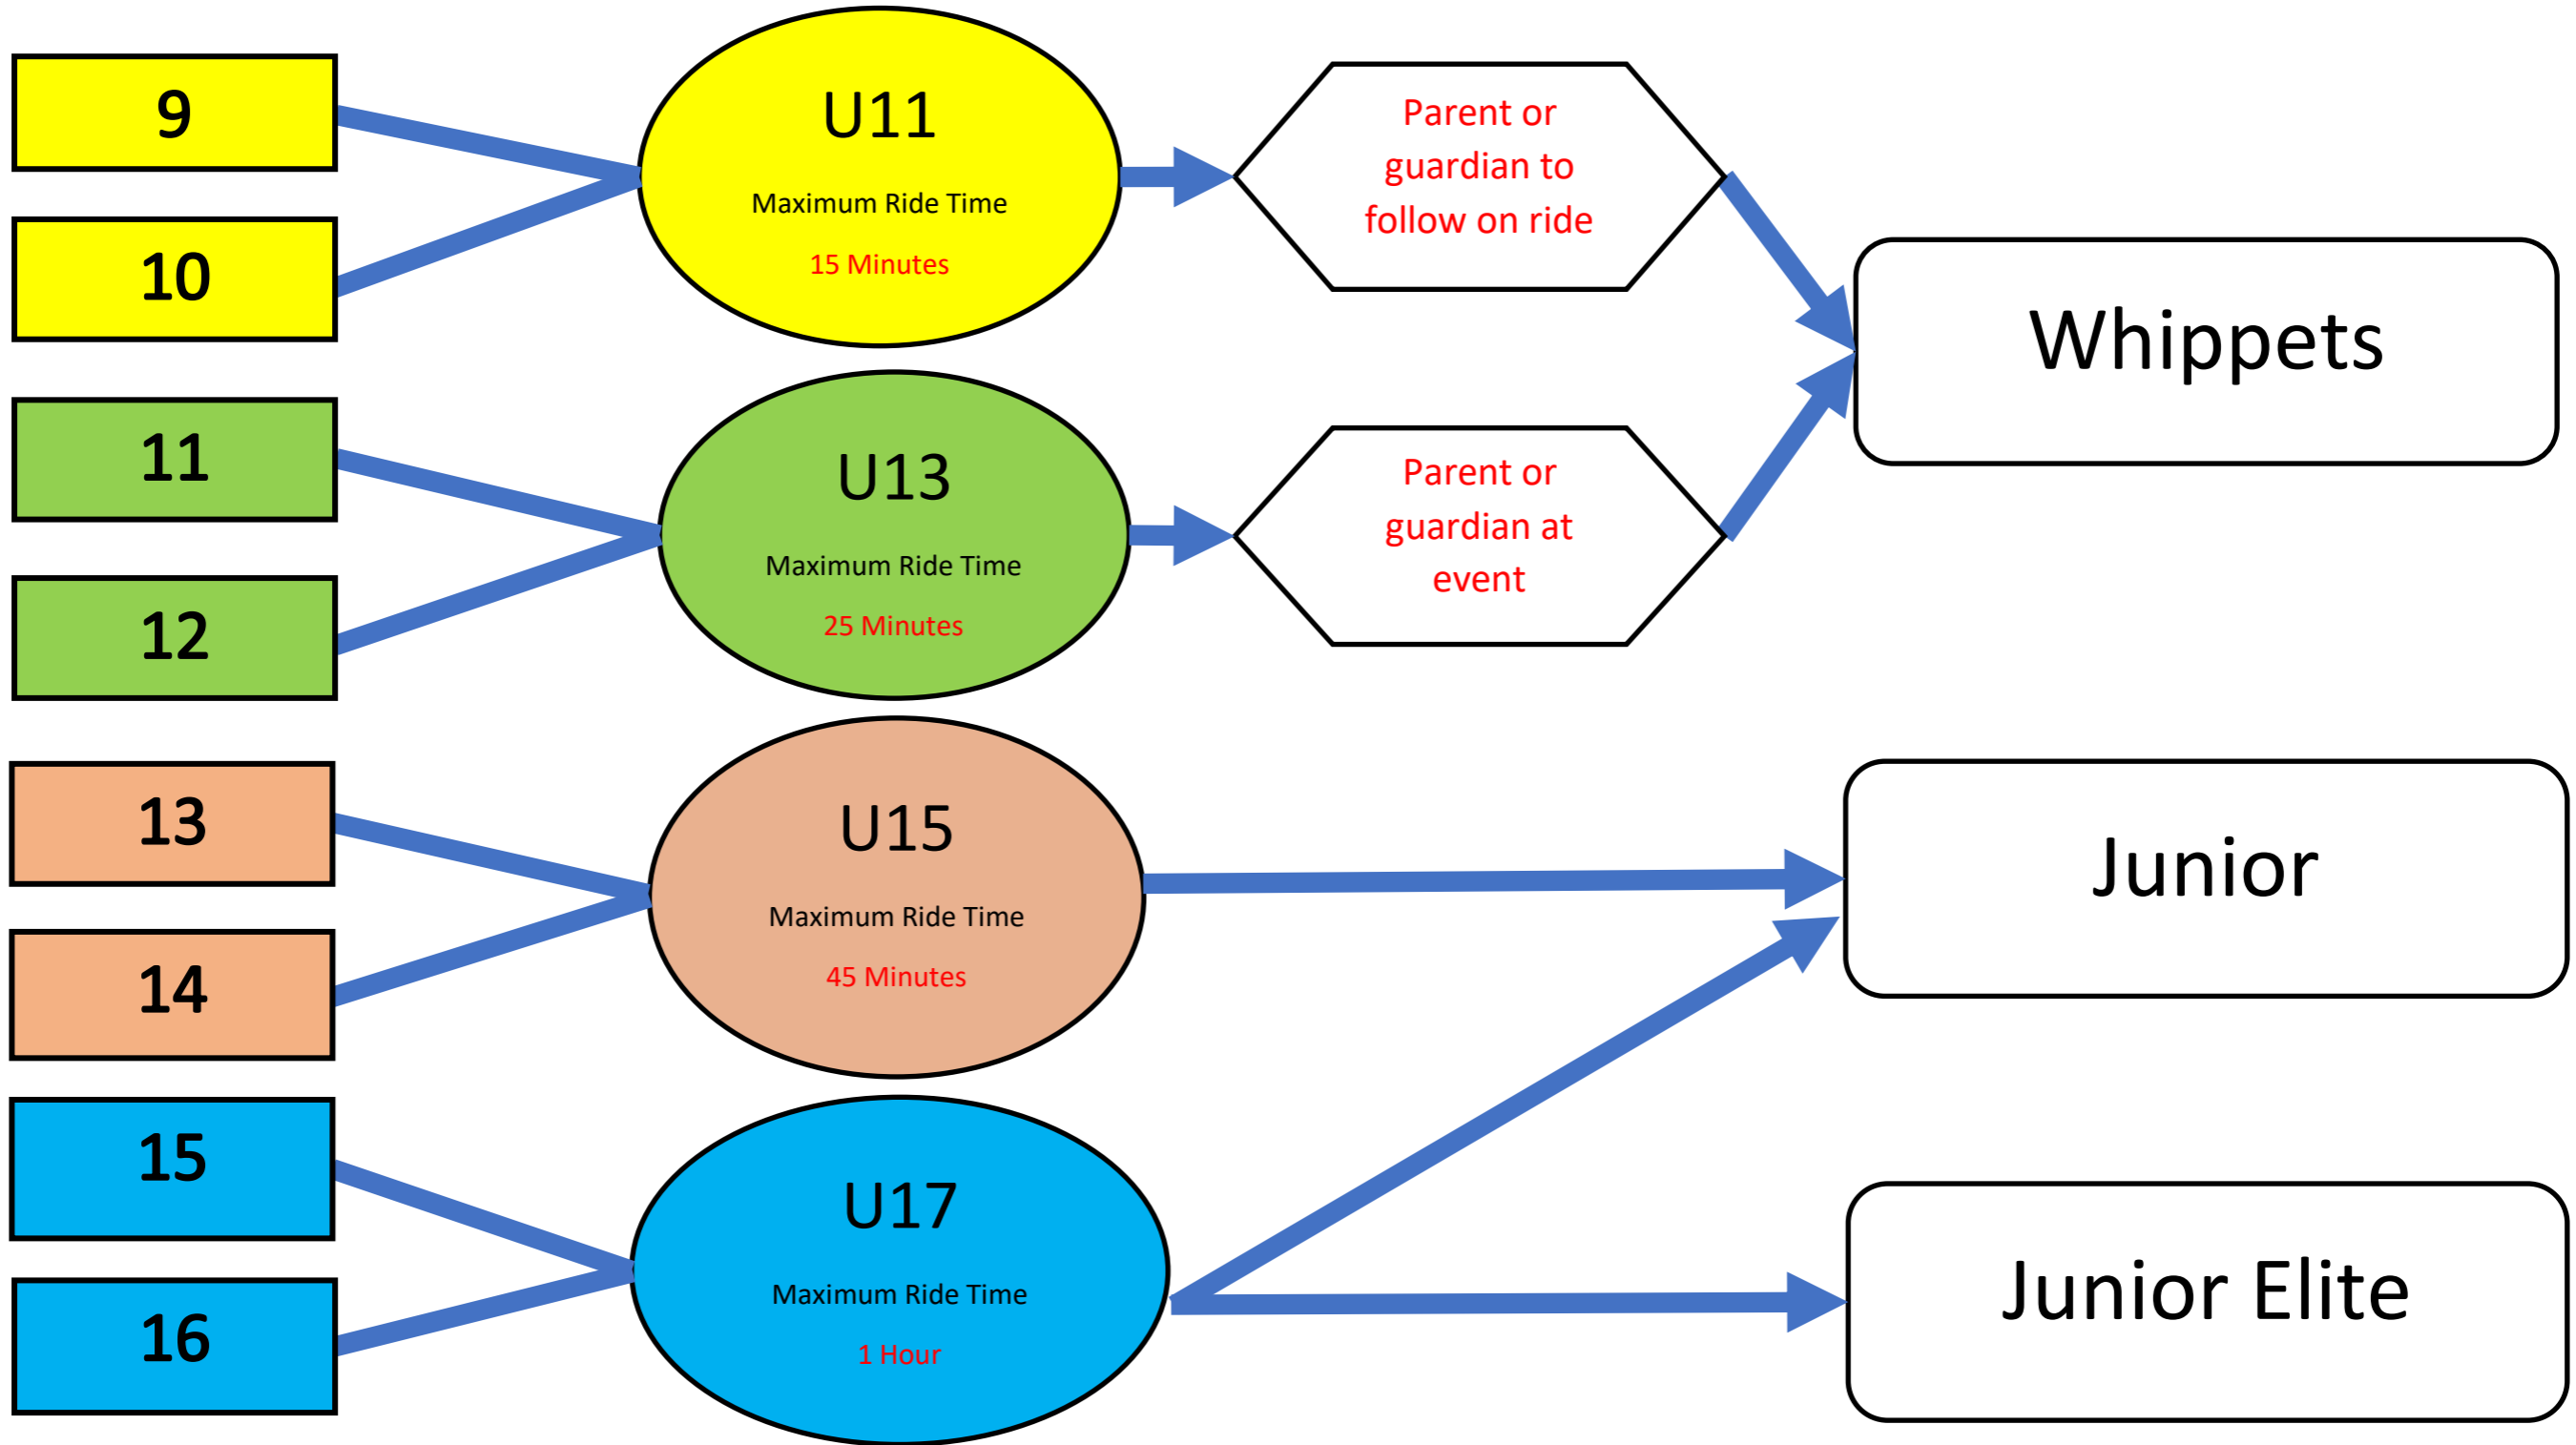 9
10
11
12
13
14
15
16
U11
Maximum Ride Time
15 Minutes
U13
Maximum Ride Time
25 Minutes
U15
Maximum Ride Time
45 Minutes
U17
Maximum Ride Time
1 Hour
Parent or
guardian to
follow on ride
Parent or
guardian at
event
Whippets
Junior
Junior Elite